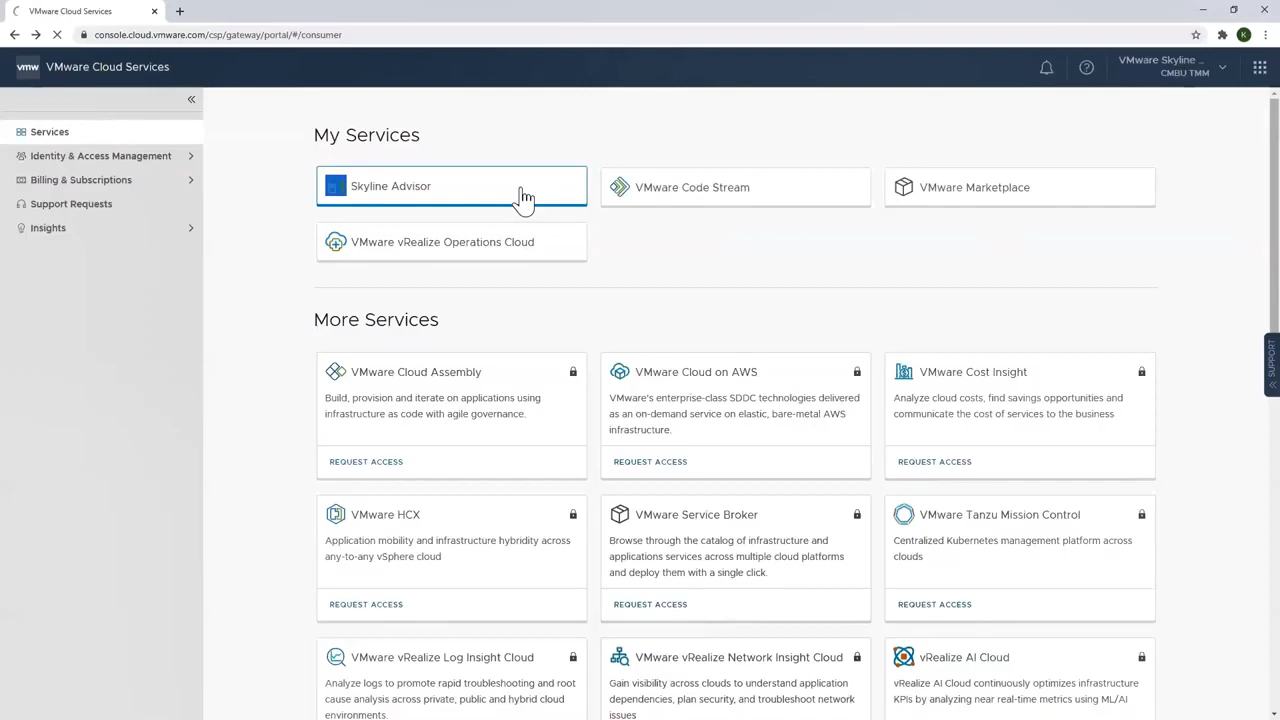 VMware Cloud Services
console.cloud.vmware.com/csp/gateway/portal/#/consumer
K
vmw VMware Cloud Services
VMware Skyline ...
CMBU TMM
Services
Identity & Access Management
Billing & Subscriptions
Support Requests
Insights
My Services
Skyline Advisor
VMware Code Stream
VMware Marketplace
VMware vRealize Operations Cloud
More Services
VMware Cloud Assembly
Build, provision and iterate on applications using
infrastructure as code with agile governance.
REQUEST ACCESS
VMware Cloud on AWS
VMware's enterprise-class SDDC technologies delivered
as an on-demand service on elastic, bare-metal AWS
infrastructure.
REQUEST ACCESS
VMware Cost Insight
Analyze cloud costs, find savings opportunities and
communicate the cost of services to the business
REQUEST ACCESS
VMware HCX
Application mobility and infrastructure hybridity across
any-to-any vSphere cloud
REQUEST ACCESS
VMware Service Broker
Browse through the catalog of infrastructure and
applications services across multiple cloud platforms
and deploy them with a single click.
REQUEST ACCESS
VMware Tanzu Mission Control
Centralized Kubernetes management platform across
clouds
REQUEST ACCESS
VMware vRealize Log Insight Cloud
Analyze logs to promote rapid troubleshooting and root
cause analysis across private, public and hybrid cloud
environments.
VMware vRealize Network Insight Cloud
Gain visibility across clouds to understand application
dependencies, plan security, and troubleshoot network
issues
vRealize AI Cloud
vRealize AI Cloud continuously optimizes infrastructure
KPIs by analyzing near real-time metrics using ML/AI
SUPPORT